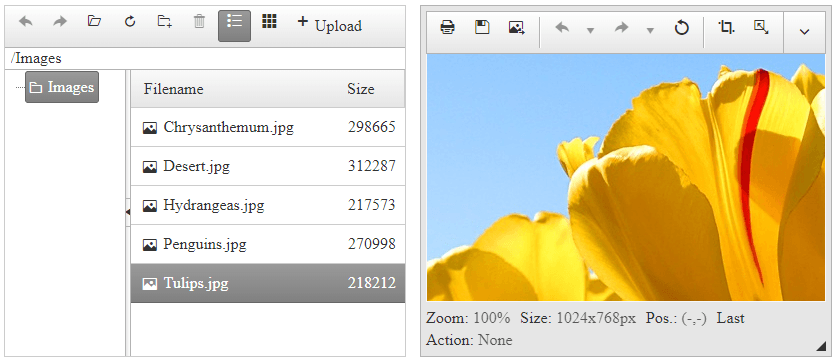 Upload
/Images
Images
Filename Size
Chrysanthemum.jpg 298665
Desert.jpg 312287
Hydrangeas.jpg 217573
Penguins.jpg 270998
Tulips.jpg 218212
Zoom: 100% Size: 1024x768px Pos.: (-,-) Last
Action: None